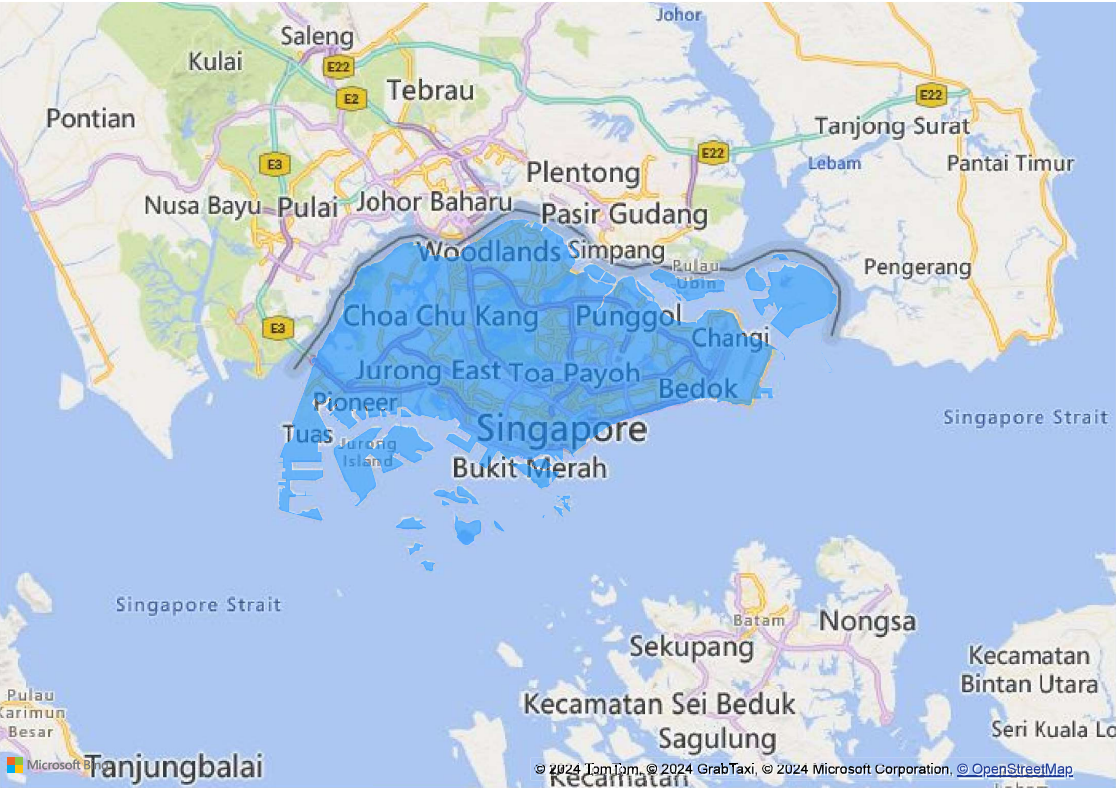 Johor
Saleng
Kulai
E22
E2
Tebrau
E22
Pontian
Tanjong Surat
E22
E3
Lebam
Pantai Timur
Plentong
Nusa Bayu
Pulai
Johor Baharu
Pasir Gudang
Woodlands
Simpang
Pulau
Ubin
Pengerang
Choa Chu Kang
Punggol
E3
Changi
Jurong East
Toa Payoh
Bedok
Pioneer
Singapore Strait
Tuas
Jurong
Island
Singapore
Bukit Merah
Singapore Strait
Batam
Nongsa
Sekupang
Kecamatan
Bintan Utara
Pulau
Karimun
Besar
Kecamatan Sei Beduk
Sagulung
Seri Kuala Lo
Microsoft Bing
Tanjungbalai
© 2024 TomTom, © 2024 GrabTaxi, © 2024 Microsoft Corporation, © OpenStreetMap
Kecamatan